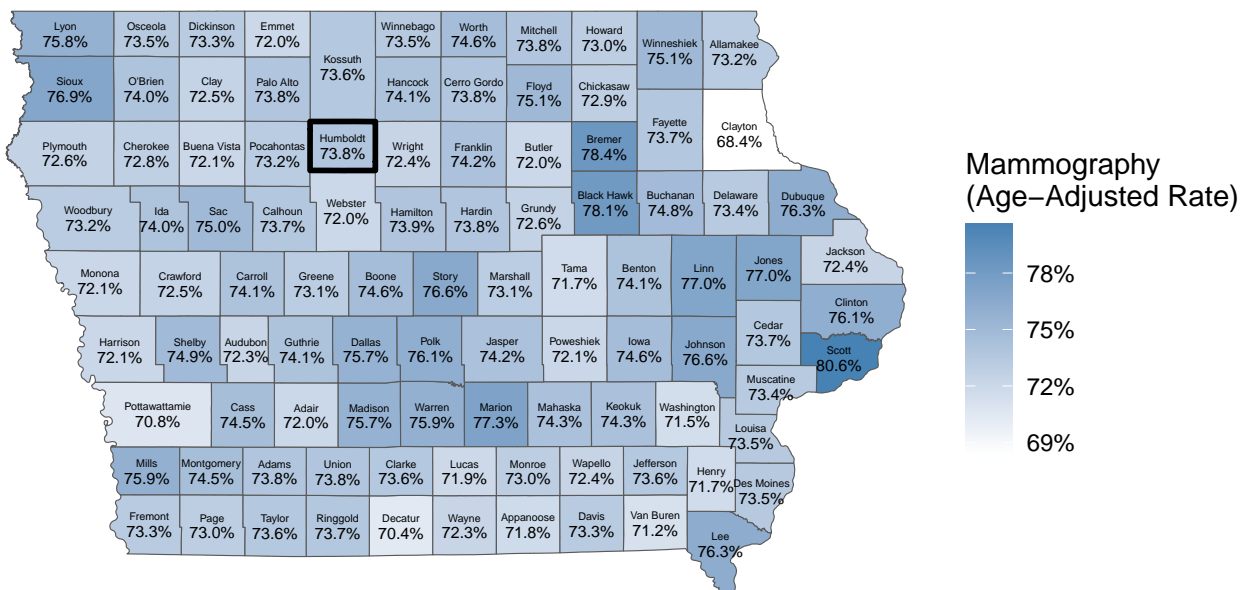 Lyon
75.8%
Osceola
73.5%
Dickinson
73.3%
Emmet
72.0%
Kossuth
73.6%
Winnebago
73.5%
Worth
74.6%
Mitchell
73.8%
Howard
73.0%
Winneshiek
75.1%
Allamakee
73.2%
Sioux
76.9%
O'Brien
74.0%
Clay
72.5%
Palo Alto
73.8%
Hancock
74.1%
Cerro Gordo
73.8%
Floyd
75.1%
Chickasaw
72.9%
Fayette
73.7%
Clayton
68.4%
Plymouth
72.6%
Cherokee
72.8%
Buena Vista
72.1%
Pocahontas
73.2%
Humboldt
73.8%
Wright
72.4%
Franklin
74.2%
Butler
72.0%
Bremer
78.4%
Woodbury
73.2%
Ida
74.0%
Sac
75.0%
Calhoun
73.7%
Webster
72.0%
Hamilton
73.9%
Hardin
73.8%
Grundy
72.6%
Black Hawk
78.1%
Buchanan
74.8%
Delaware
73.4%
Dubuque
76.3%
Monona
72.1%
Crawford
72.5%
Carroll
74.1%
Greene
73.1%
Boone
74.6%
Story
76.6%
Marshall
73.1%
Tama
71.7%
Benton
74.1%
Linn
77.0%
Jones
77.0%
Jackson
72.4%
Clinton
76.1%
Harrison
72.1%
Shelby
74.9%
Audubon
72.3%
Guthrie
74.1%
Dallas
75.7%
Polk
76.1%
Jasper
74.2%
Poweshiek
72.1%
Iowa
74.6%
Johnson
76.6%
Cedar
73.7%
Scott
80.6%
Muscatine
73.4%
Pottawattamie
70.8%
Cass
74.5%
Adair
72.0%
Madison
75.7%
Warren
75.9%
Marion
77.3%
Mahaska
74.3%
Keokuk
74.3%
Washington
71.5%
Louisa
73.5%
Mills
75.9%
Montgomery
74.5%
Adams
73.8%
Union
73.8%
Clarke
73.6%
Lucas
71.9%
Monroe
73.0%
Wapello
72.4%
Jefferson
73.6%
Henry
71.7%
Des Moines
73.5%
Fremont
73.3%
Page
73.0%
Taylor
73.6%
Ringgold
73.7%
Decatur
70.4%
Wayne
72.3%
Appanoose
71.8%
Davis
73.3%
Van Buren
71.2%
Lee
76.3%
Mammography
(Age−Adjusted Rate)
78%
75%
72%
69%